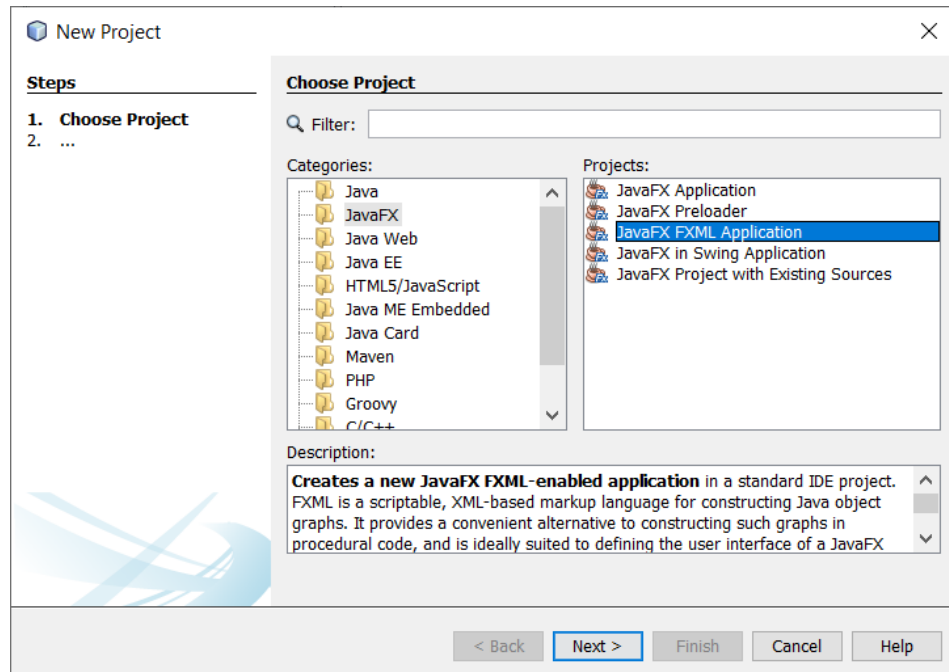 New Project
Steps
1. Choose Project
2. ...
Choose Project
Filter:
Categories:
Java
JavaFX
Java Web
Java EE
HTML5/JavaScript
Java ME Embedded
Java Card
Maven
PHP
Groovy
C/C++
Projects:
JavaFX Application
JavaFX Preloader
JavaFX FXML Application
JavaFX in Swing Application
JavaFX Project with Existing Sources
Description:
Creates a new JavaFX FXML-enabled application in a standard IDE project.
FXML is a scriptable, XML-based markup language for constructing Java object
graphs. It provides a convenient alternative to constructing such graphs in
procedural code, and is ideally suited to defining the user interface of a JavaFX
< Back
Next >
Finish
Cancel
Help